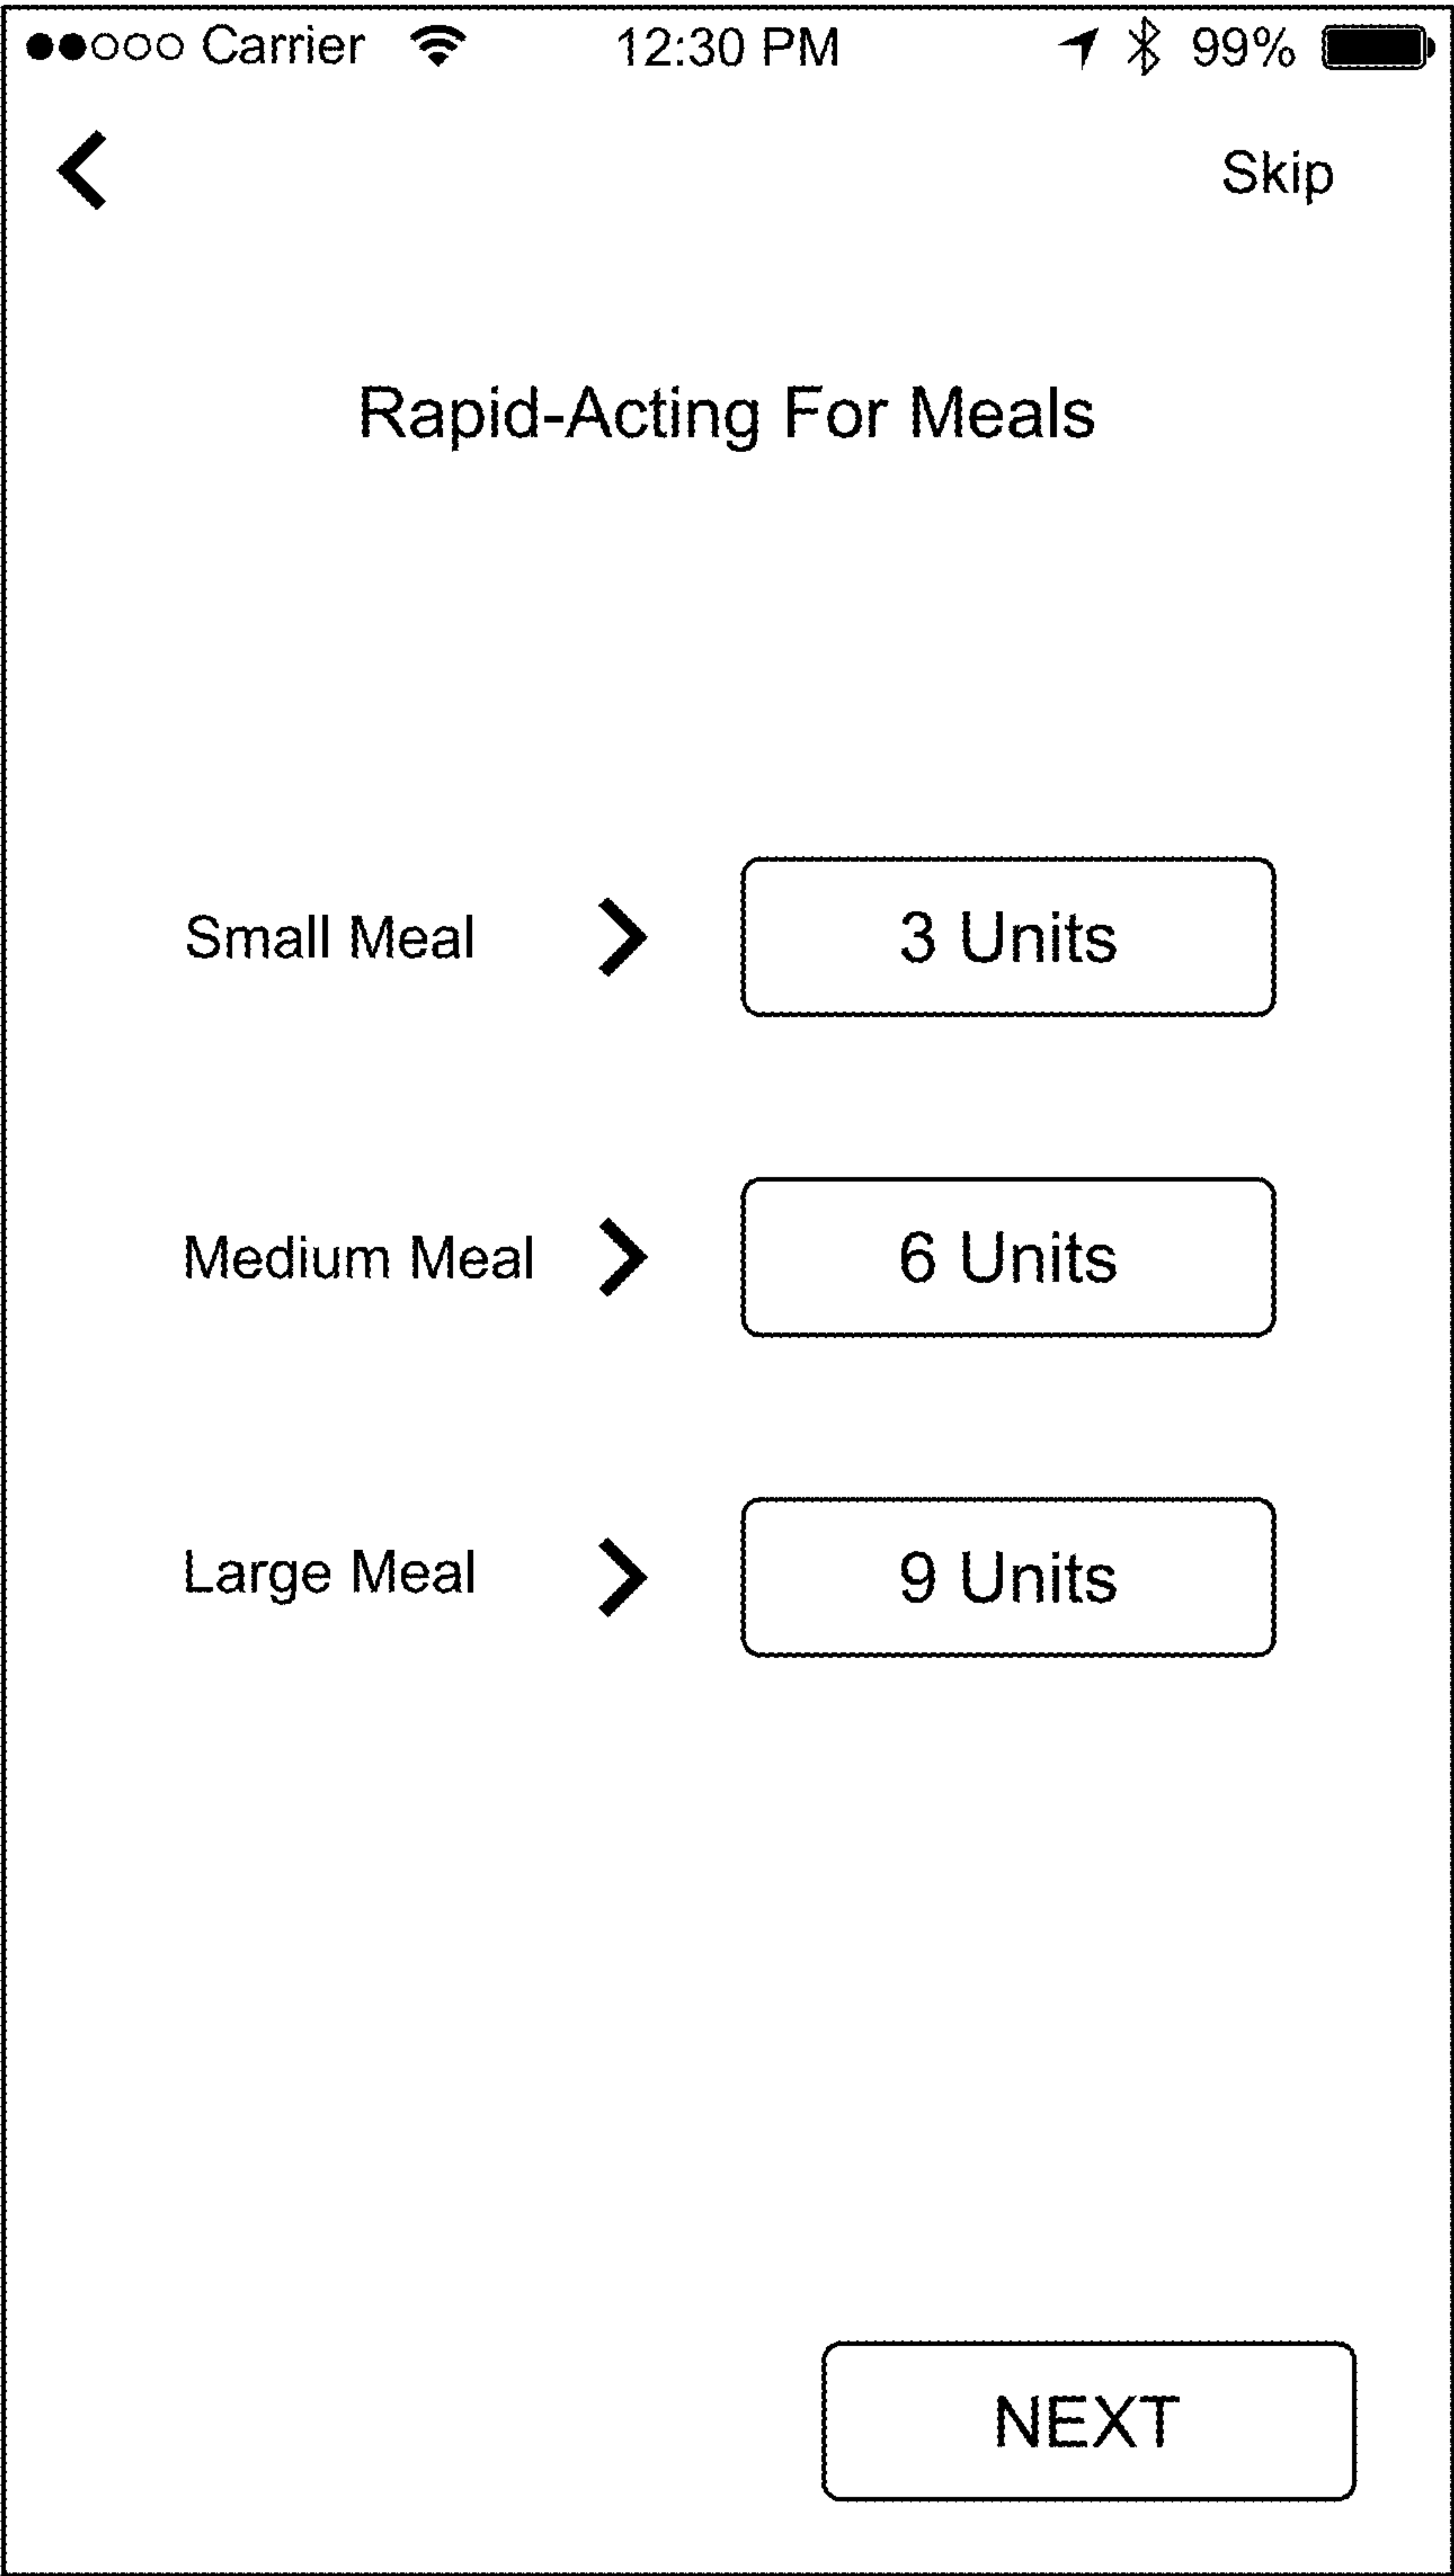 Carrier 12:30 PM 99%
Skip
Rapid-Acting For Meals
Small Meal 3 Units
Medium Meal 6 Units
Large Meal 9 Units
NEXT